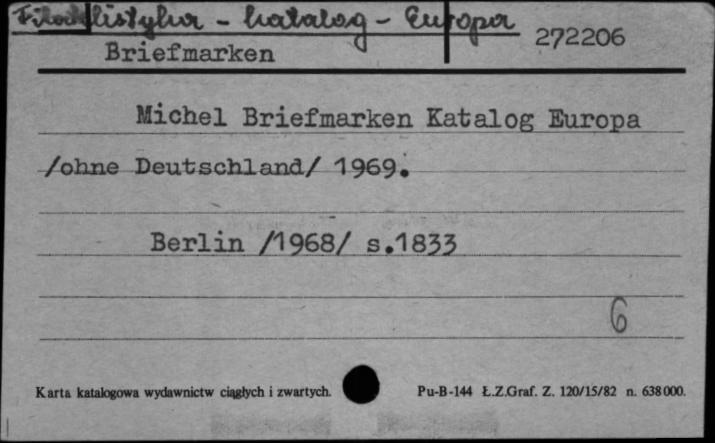 Filatelistyka - katalog - Europa
272206
Briefmarken
Michel Briefmarken Katalog Europa
/ohne Deutschland/ 1969.
Berlin /1968/ s.1833
6
Karta katalogowa wydawnictw ciągłych i zwartych. Pu-B-144 Ł.Z.Graf. Z. 120/15/82 n. 638000.